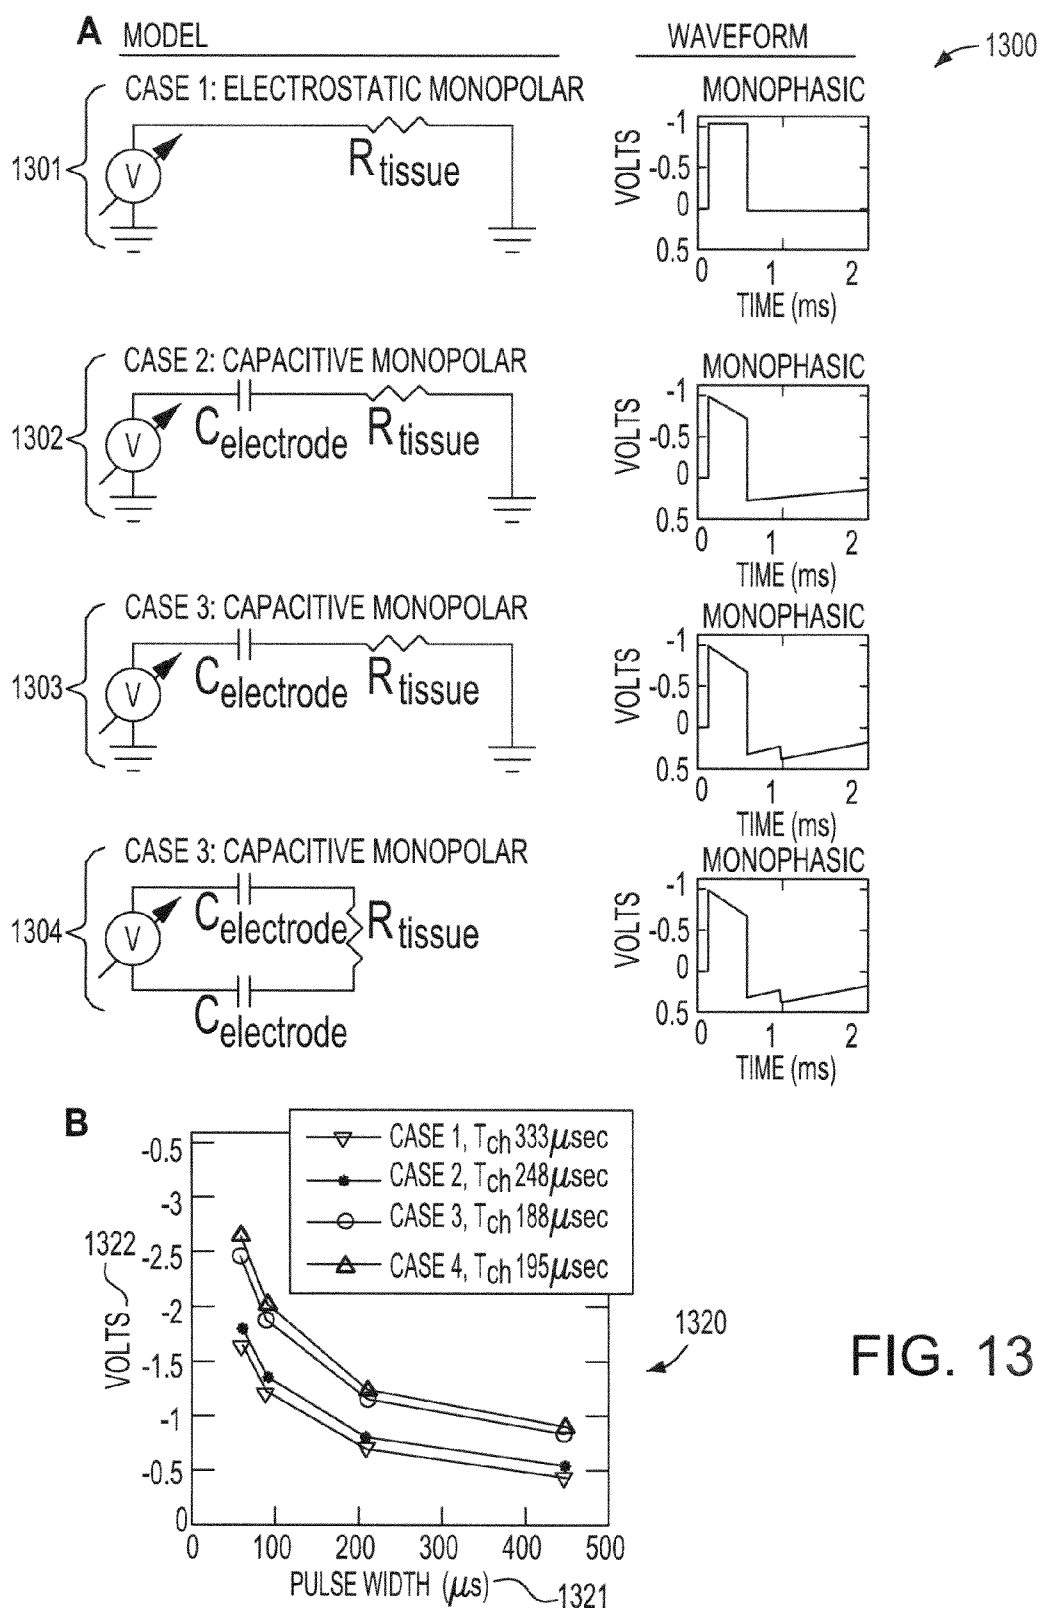 A MODEL WAVEFORM
1300
CASE 1: ELECTROSTATIC MONOPOLAR
1301
V
Rtissue
MONOPHASIC
VOLTS
-1
-0.5
0
0.5
0 1 2
TIME (ms)
CASE 2: CAPACITIVE MONOPOLAR
1302
V
Celectrode Rtissue
MONOPHASIC
VOLTS
-1
-0.5
0
0.5
0 1 2
TIME (ms)
CASE 3: CAPACITIVE MONOPOLAR
1303
V
Celectrode Rtissue
MONOPHASIC
VOLTS
-1
-0.5
0
0.5
0 1 2
TIME (ms)
CASE 3: CAPACITIVE MONOPOLAR
1304
V
Celectrode Rtissue
Celectrode
MONOPHASIC
VOLTS
-1
-0.5
0
0.5
0 1 2
TIME (ms)
B
CASE 1, Tch 333μsec
CASE 2, Tch 248μsec
CASE 3, Tch 188μsec
CASE 4, Tch 195μsec
1322
VOLTS
-0.5
-3
-2.5
-2
-1.5
-1
-0.5
0
0 100 200 300 400 500
PULSE WIDTH (μs)
1321
1320
FIG. 13